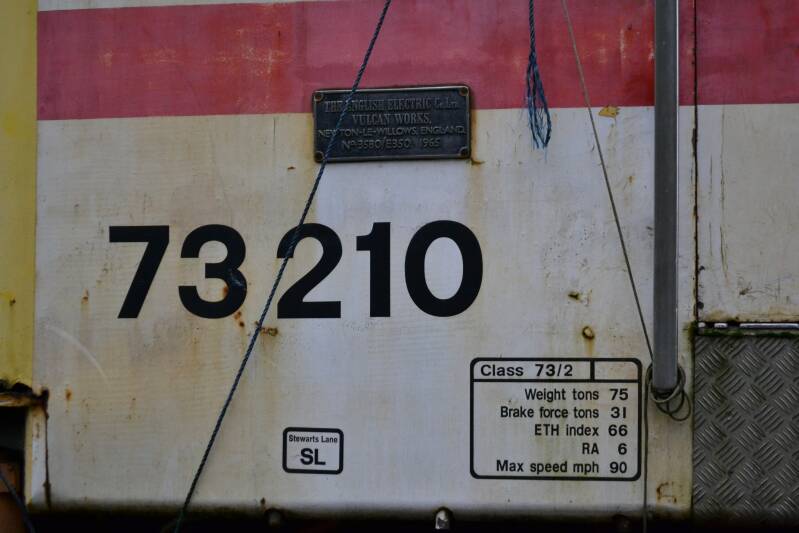 THE ENGLISH ELECTRIC Co. LTD.
VULCAN WORKS,
NEWTON-LE-WILLOWS, ENGLAND.
No 3580/E350 1965
73 210
Class 73/2
Weight tons 75
Brake force tons 31
ETH index 66
RA 6
Max speed mph 90
Stewarts Lane
SL